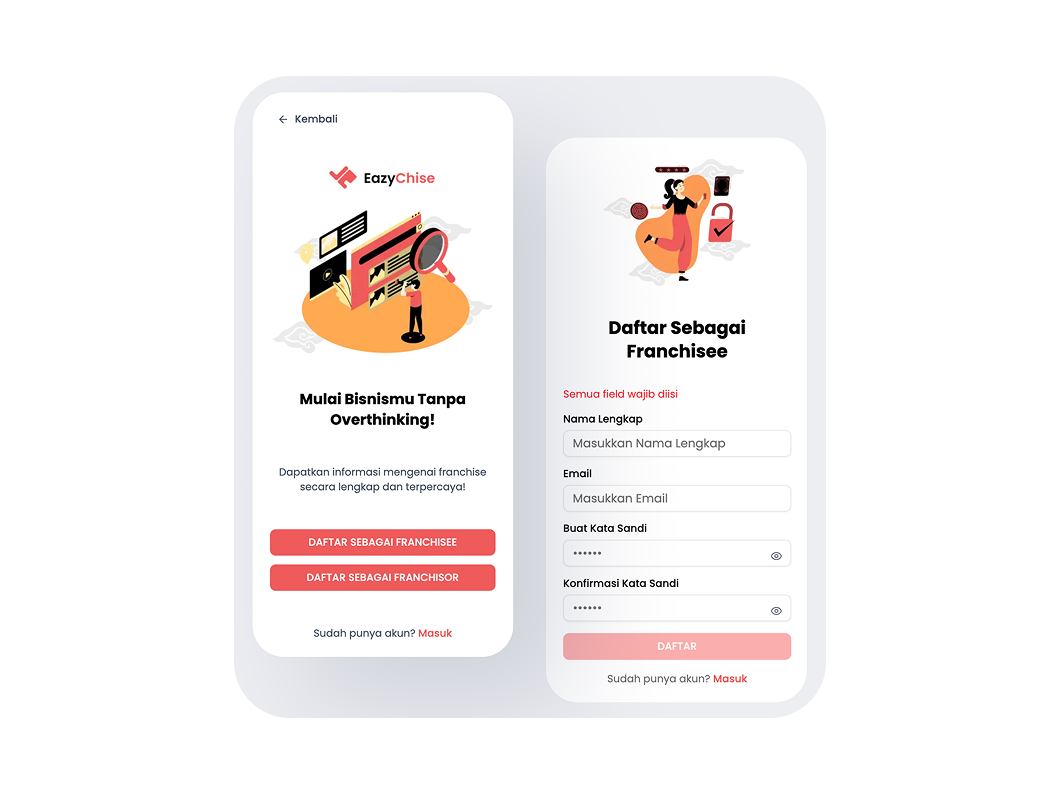 Kembali
EazyChise
Mulai Bisnismu Tanpa
Overthinking!
Dapatkan informasi mengenai franchise
secara lengkap dan terpercaya!
DAFTAR SEBAGAI FRANCHISEE
DAFTAR SEBAGAI FRANCHISOR
Sudah punya akun? Masuk
Daftar Sebagai
Franchisee
Semua field wajib diisi
Nama Lengkap
Masukkan Nama Lengkap
Email
Masukkan Email
Buat Kata Sandi
••••••
Konfirmasi Kata Sandi
••••••
DAFTAR
Sudah punya akun? Masuk